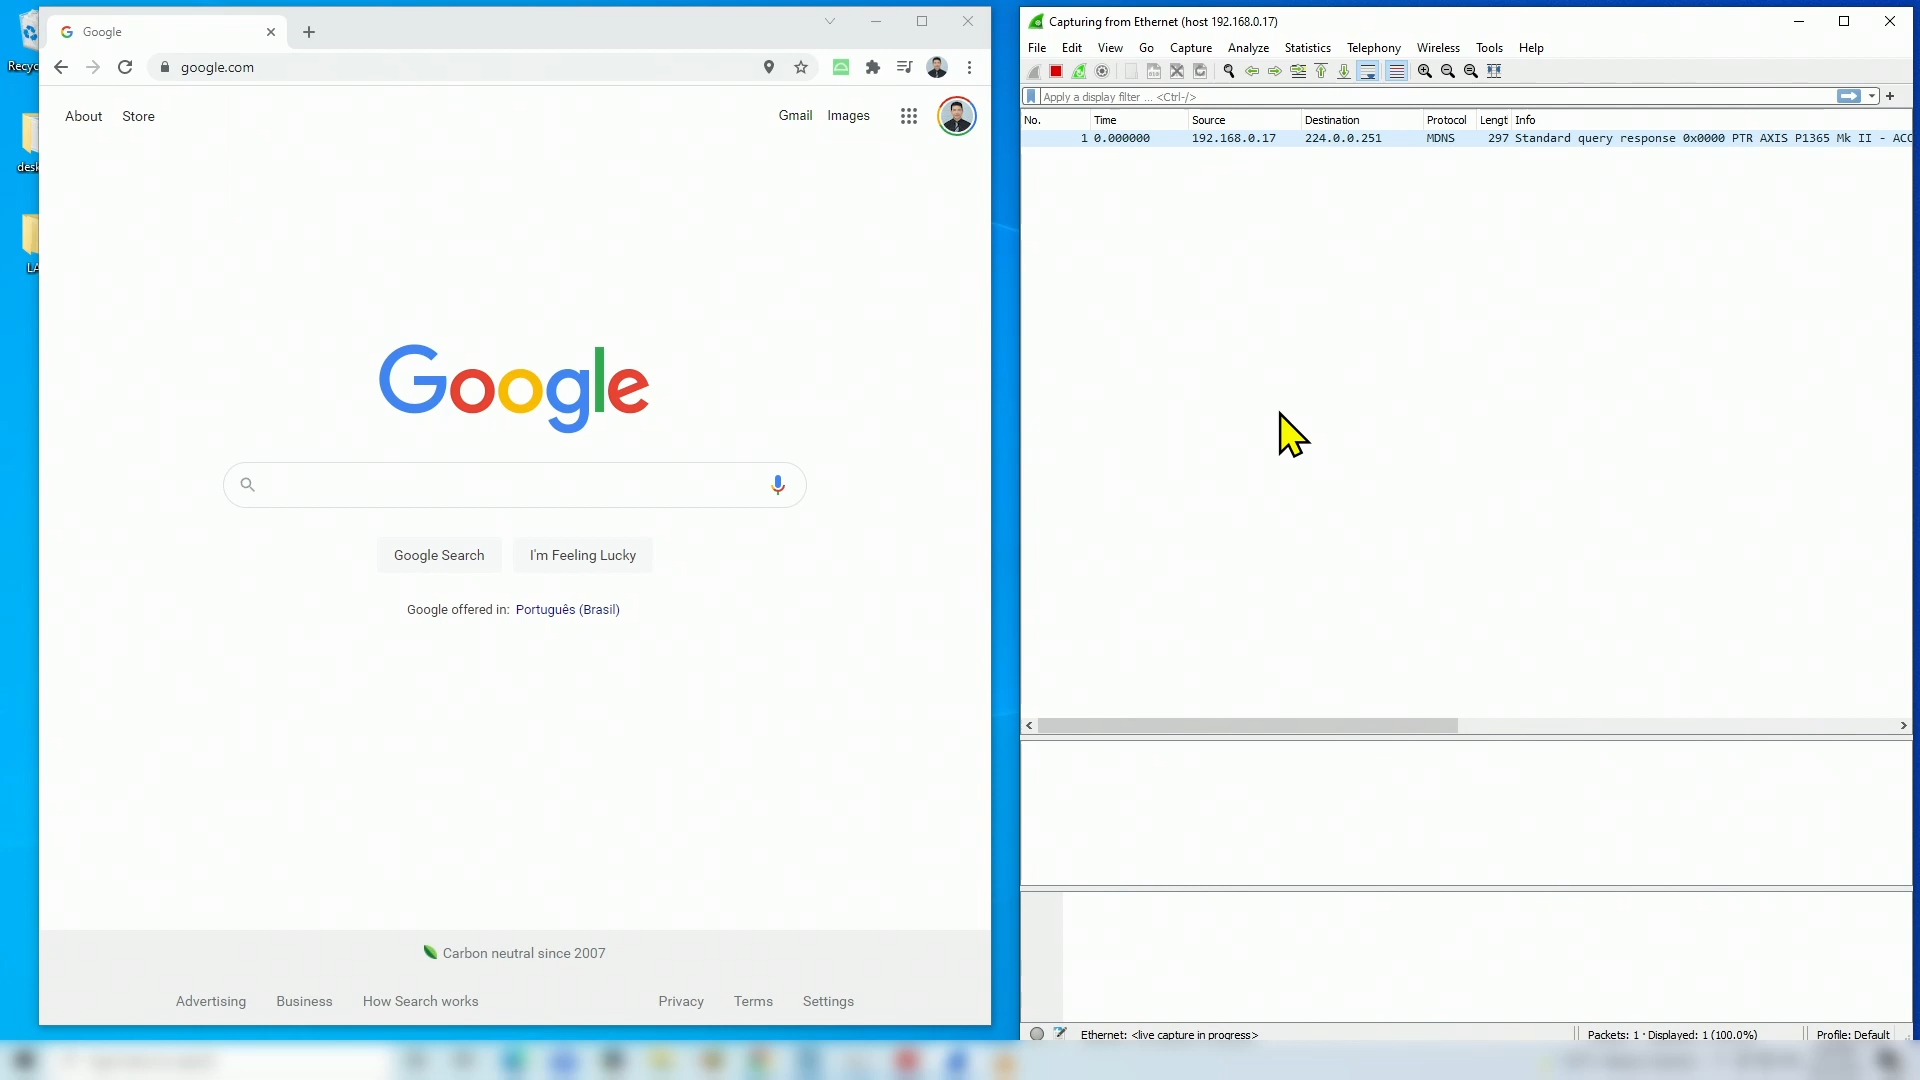 Recyc
desk
LA
Google
google.com
About Store
Gmail Images
Google
Google Search I'm Feeling Lucky
Google offered in: Português (Brasil)
Carbon neutral since 2007
Advertising Business How Search works Privacy Terms Settings
Capturing from Ethernet (host 192.168.0.17)
File Edit View Go Capture Analyze Statistics Telephony Wireless Tools Help
Apply a display filter ... <Ctrl-/>
No. Time Source Destination Protocol Lengt Info
1 0.000000 192.168.0.17 224.0.0.251 MDNS 297 Standard query response 0x0000 PTR AXIS P1365 Mk II - ACC
Ethernet: <live capture in progress> Packets: 1 · Displayed: 1 (100.0%) Profile: Default